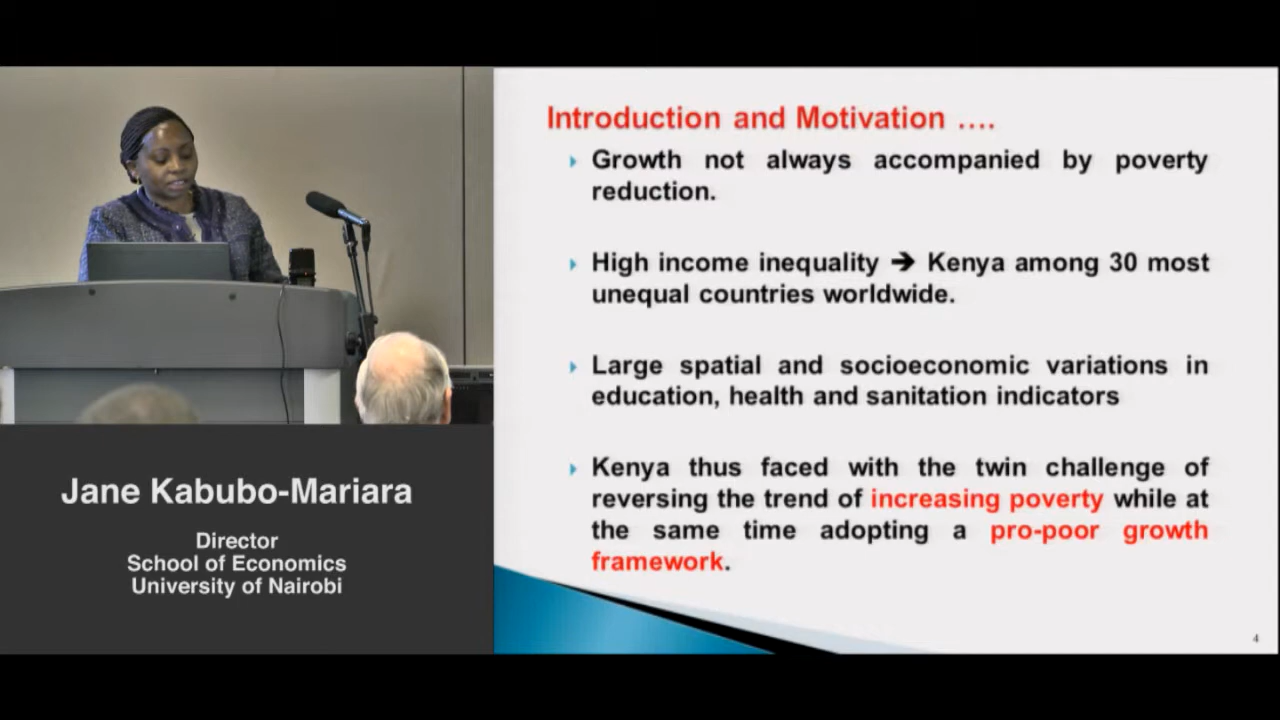 Introduction and Motivation ....
Growth not always accompanied by poverty
reduction.
High income inequality ➔ Kenya among 30 most
unequal countries worldwide.
Large spatial and socioeconomic variations in
education, health and sanitation indicators
Kenya thus faced with the twin challenge of
reversing the trend of increasing poverty while at
the same time adopting a pro-poor growth
framework.
4
Jane Kabubo-Mariara
Director
School of Economics
University of Nairobi